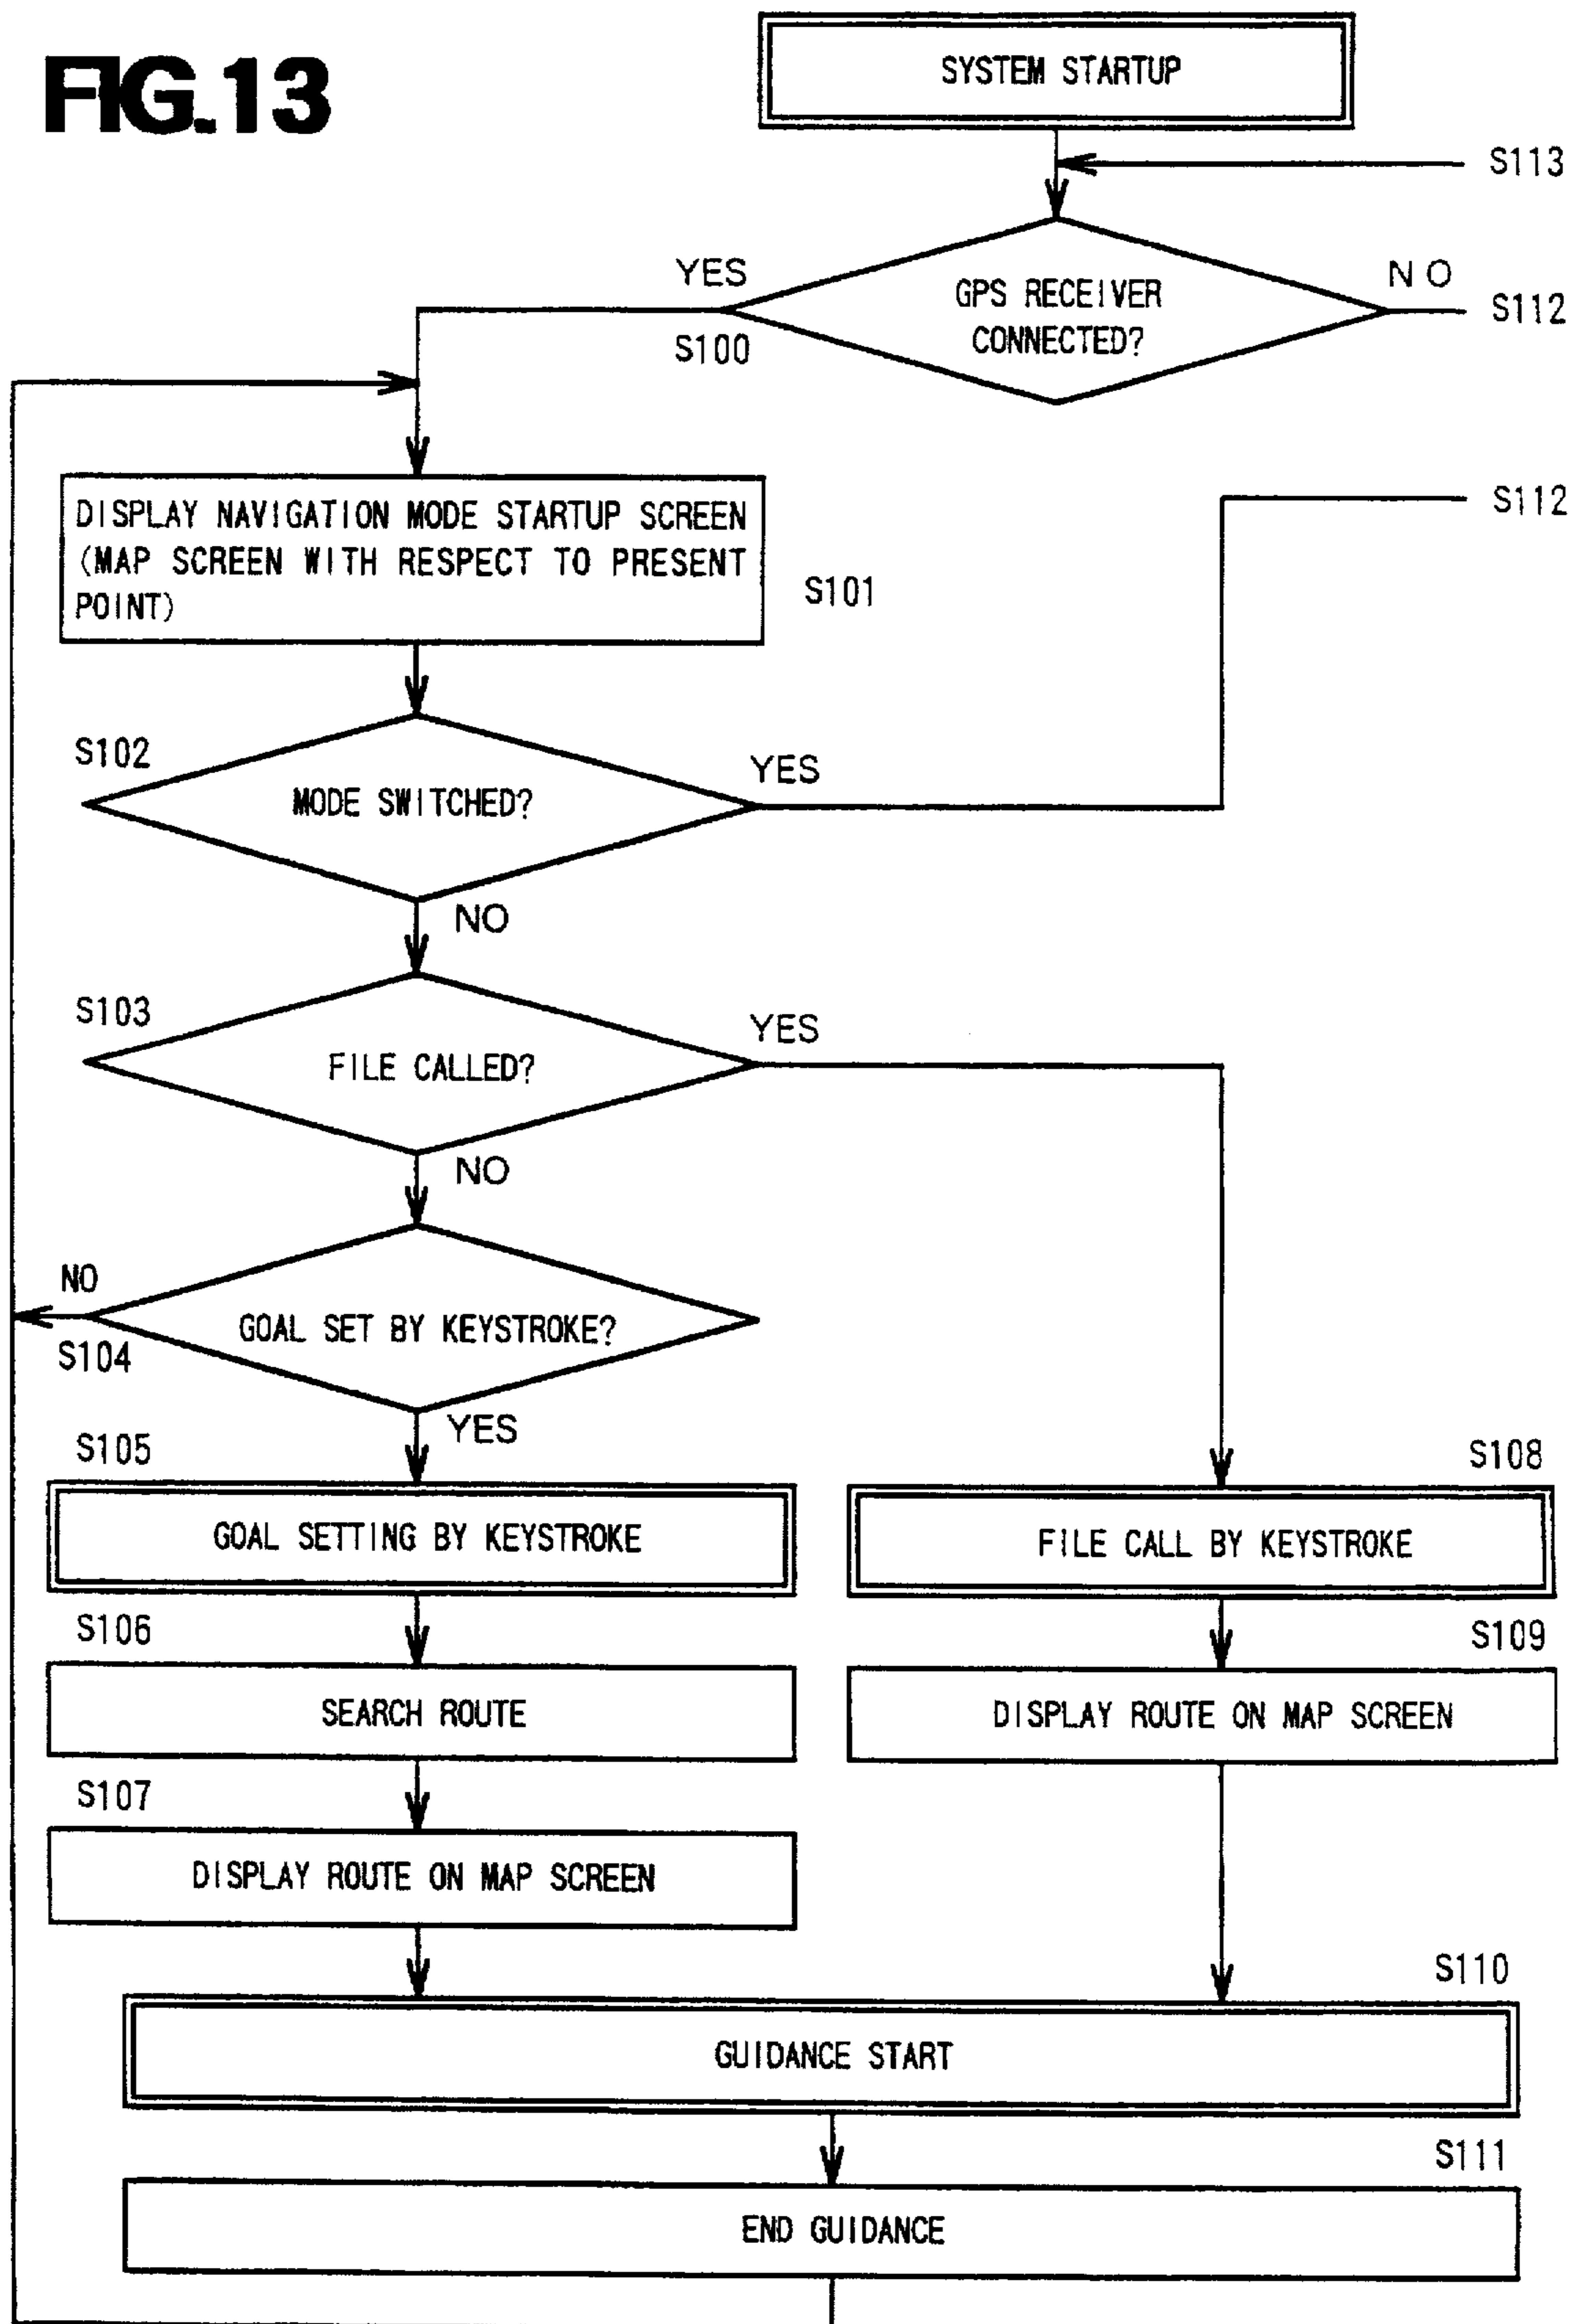 FIG.13
SYSTEM STARTUP
S113
YES
GPS RECEIVER
CONNECTED?
NO
S112
S100
DISPLAY NAVIGATION MODE STARTUP SCREEN
(MAP SCREEN WITH RESPECT TO PRESENT
POINT)
S101
S112
S102
MODE SWITCHED?
YES
NO
S103
FILE CALLED?
YES
NO
NO
GOAL SET BY KEYSTROKE?
S104
YES
S105
GOAL SETTING BY KEYSTROKE
S108
FILE CALL BY KEYSTROKE
S106
SEARCH ROUTE
S109
DISPLAY ROUTE ON MAP SCREEN
S107
DISPLAY ROUTE ON MAP SCREEN
S110
GUIDANCE START
S111
END GUIDANCE